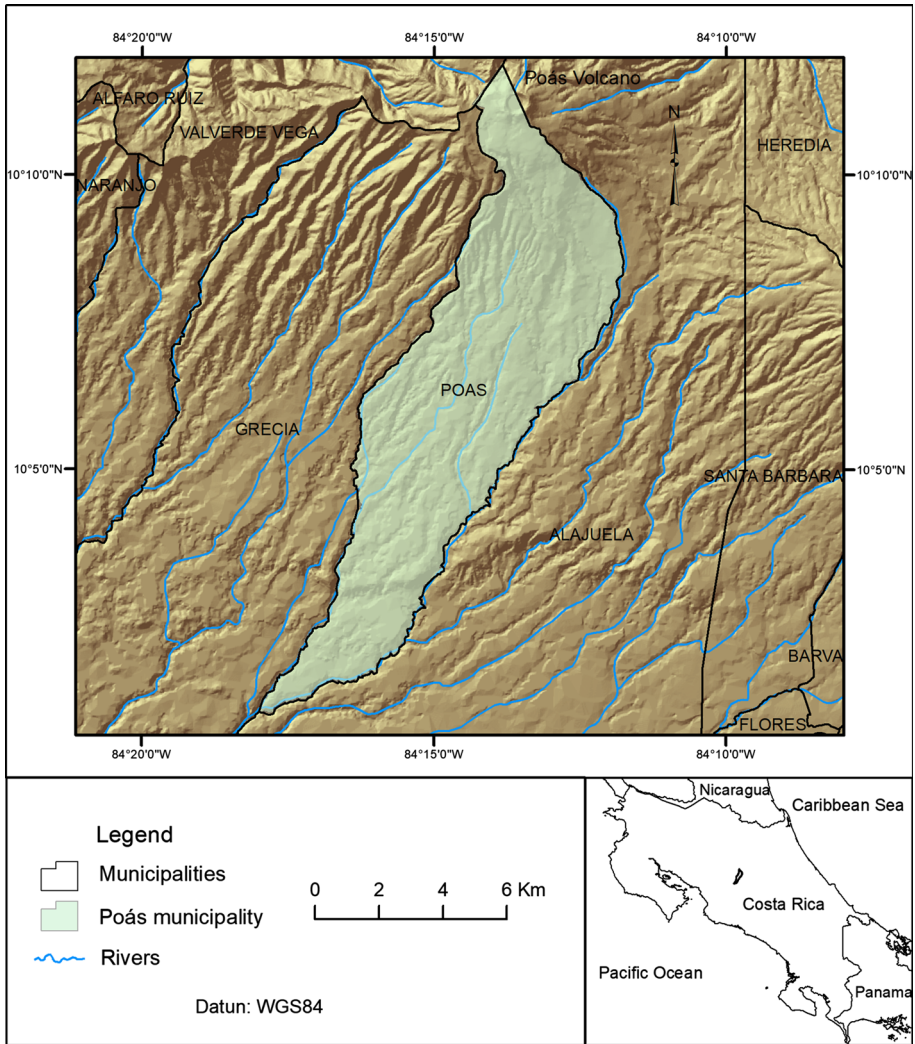 84°20'0"W 84°15'0"W 84°10'0"W
Poás Volcano
ALFARO RUIZ
N
VALVERDE VEGA
HEREDIA
10°10'0"N 10°10'0"N
NARANJO
POAS
GRECIA
10°5'0"N 10°5'0"N
SANTA BARBARA
ALAJUELA
BARVA
FLORES
84°20'0"W 84°15'0"W 84°10'0"W
Legend
Municipalities
Poás municipality
Rivers
0 2 4 6 Km
Datun: WGS84
Nicaragua
Caribbean Sea
Costa Rica
Pacific Ocean
Panama